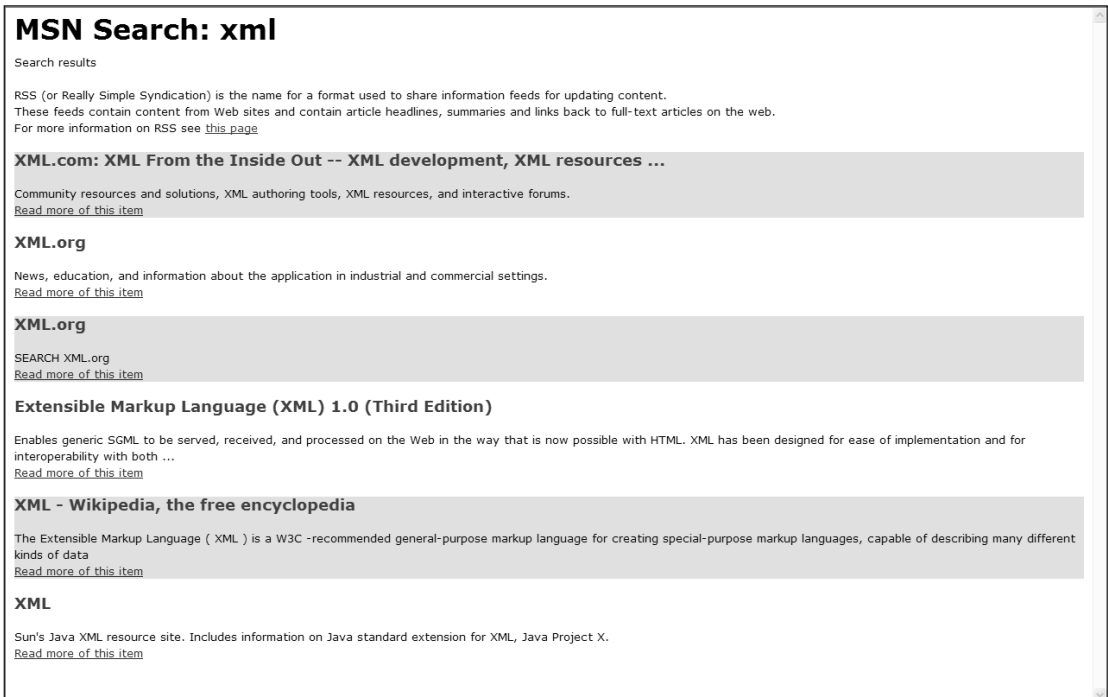 MSN Search: xml
Search results
RSS (or Really Simple Syndication) is the name for a format used to share information feeds for updating content.
These feeds contain content from Web sites and contain article headlines, summaries and links back to full-text articles on the web.
For more information on RSS see this page
XML.com: XML From the Inside Out -- XML development, XML resources ...
Community resources and solutions, XML authoring tools, XML resources, and interactive forums.
Read more of this item
XML.org
News, education, and information about the application in industrial and commercial settings.
Read more of this item
XML.org
SEARCH XML.org
Read more of this item
Extensible Markup Language (XML) 1.0 (Third Edition)
Enables generic SGML to be served, received, and processed on the Web in the way that is now possible with HTML. XML has been designed for ease of implementation and for
interoperability with both ...
Read more of this item
XML - Wikipedia, the free encyclopedia
The Extensible Markup Language ( XML ) is a W3C -recommended general-purpose markup language for creating special-purpose markup languages, capable of describing many different
kinds of data
Read more of this item
XML
Sun's Java XML resource site. Includes information on Java standard extension for XML, Java Project X.
Read more of this item